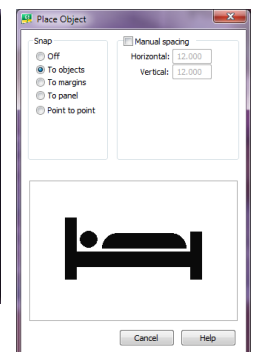 Place Object
Snap
Off
To objects
To margins
To panel
Point to point
Manual spacing
Horizontal: 12.000
Vertical: 12.000
Cancel
Help